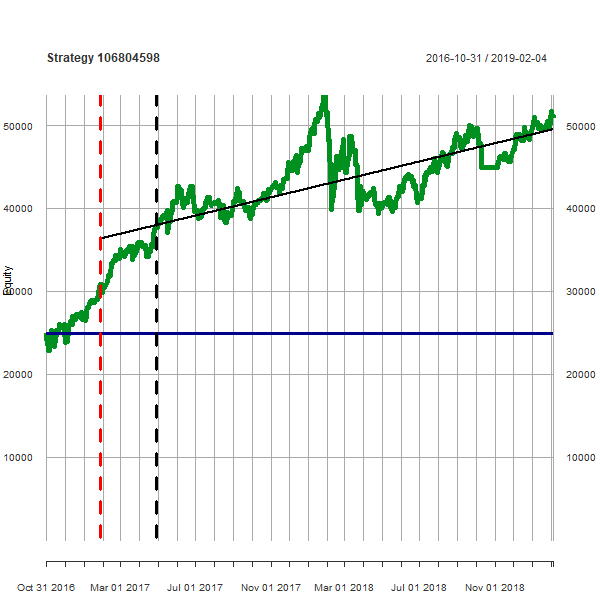 Strategy 106804598
2016-10-31 / 2019-02-04
50000
50000
40000
40000
Equity
30000
30000
20000
20000
10000
10000
Oct 31 2016
Mar 01 2017
Jul 01 2017
Nov 01 2017
Mar 01 2018
Jul 01 2018
Nov 01 2018